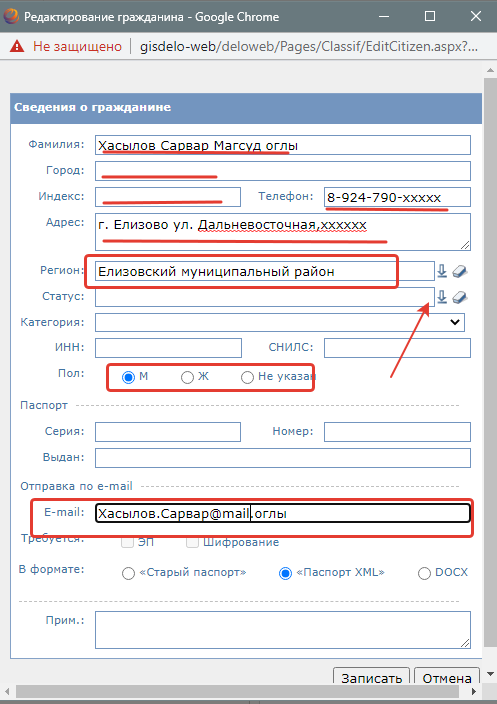 Редактирование гражданина - Google Chrome
Не защищено gisdelo-web/deloweb/Pages/Classif/EditCitizen.aspx?...
Сведения о гражданине
Фамилия: Хасылов Сарвар Магсуд оглы
Город:
Индекс: Телефон: 8-924-790-xxxxx
Адрес: г. Елизово ул. Дальневосточная,xxxxxx
Регион: Елизовский муниципальный район
Статус:
Категория:
ИНН: СНИЛС:
Пол: М Ж Не указан
Паспорт
Серия: Номер:
Выдан:
Отправка по e-mail
E-mail: Хасылов.Сарвар@mail.оглы
Требуется: ЭП Шифрование
В формате: «Старый паспорт» «Паспорт XML» DOCX
Прим.:
Записать Отмена